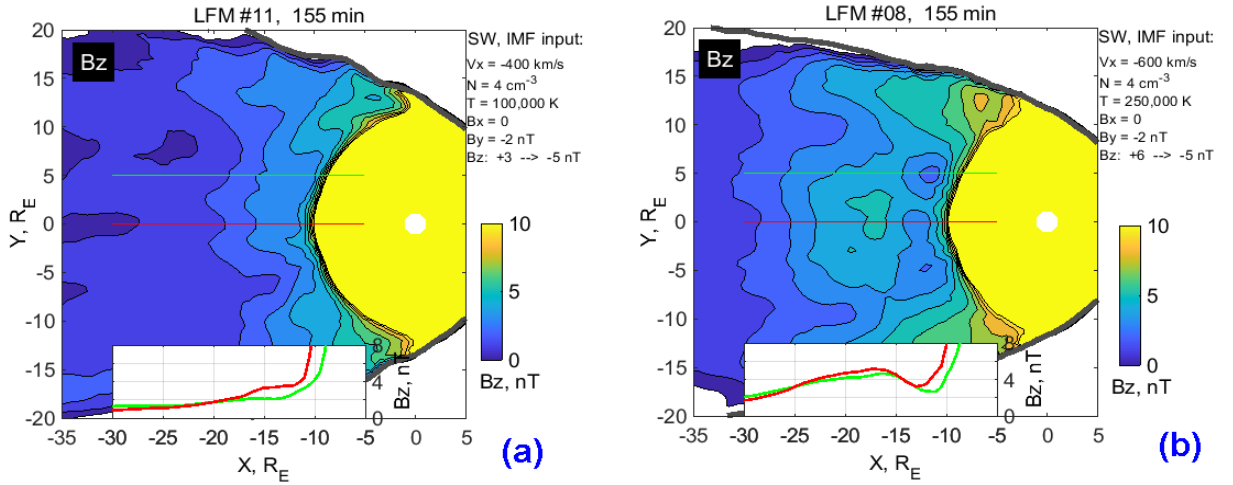 LFM #11, 155 min
Bz
SW, IMF input:
Vx = -400 km/s
N = 4 cm⁻³
T = 100,000 K
Bx = 0
By = -2 nT
Bz: +3 --> -5 nT
20
15
10
5
0
-5
-10
-15
-20
Y, R_E
10
5
0
Bz, nT
8
4
0
Bz, nT
-35 -30 -25 -20 -15 -10 -5 0 5
X, R_E
(a)
LFM #08, 155 min
Bz
SW, IMF input:
Vx = -600 km/s
N = 4 cm⁻³
T = 250,000 K
Bx = 0
By = -2 nT
Bz: +6 --> -5 nT
20
15
10
5
0
-5
-10
-15
-20
Y, R_E
10
5
0
Bz, nT
8
4
0
Bz, nT
-35 -30 -25 -20 -15 -10 -5 0 5
X, R_E
(b)